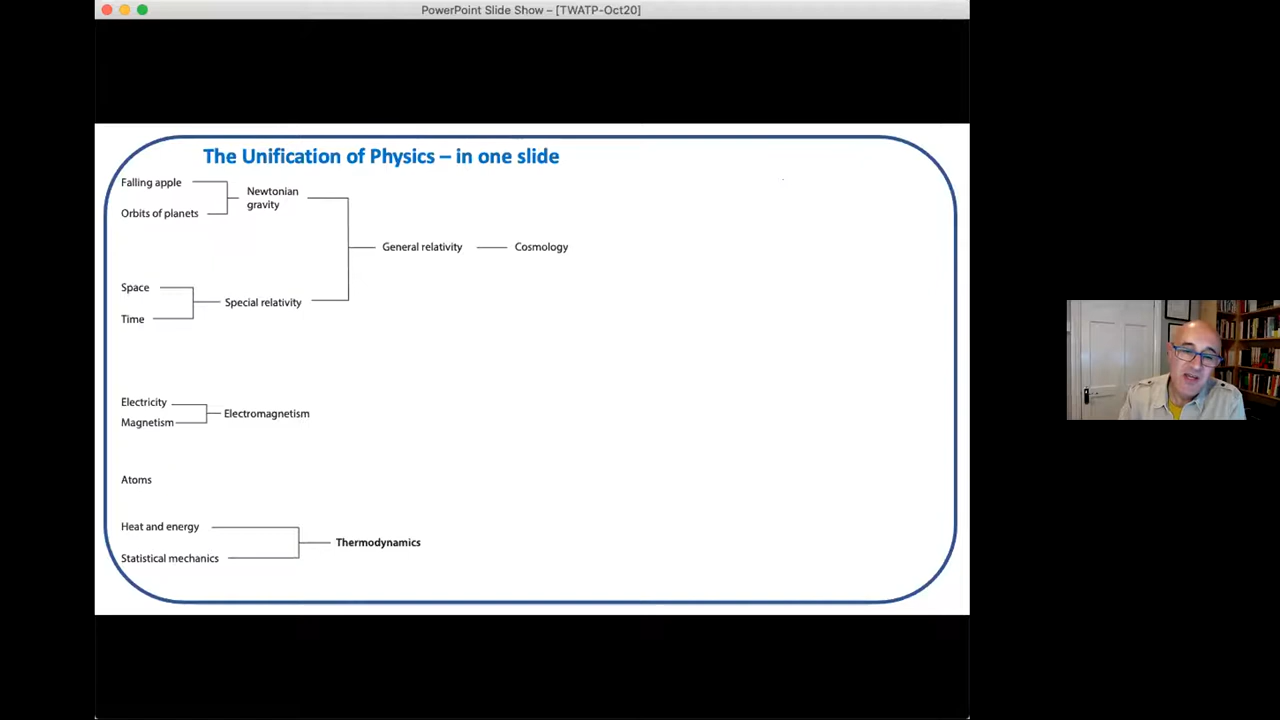 PowerPoint Slide Show – [TWATP-Oct20]
The Unification of Physics – in one slide
Falling apple
Orbits of planets
Newtonian
gravity
General relativity
Cosmology
Space
Time
Special relativity
Electricity
Magnetism
Electromagnetism
Atoms
Heat and energy
Statistical mechanics
Thermodynamics